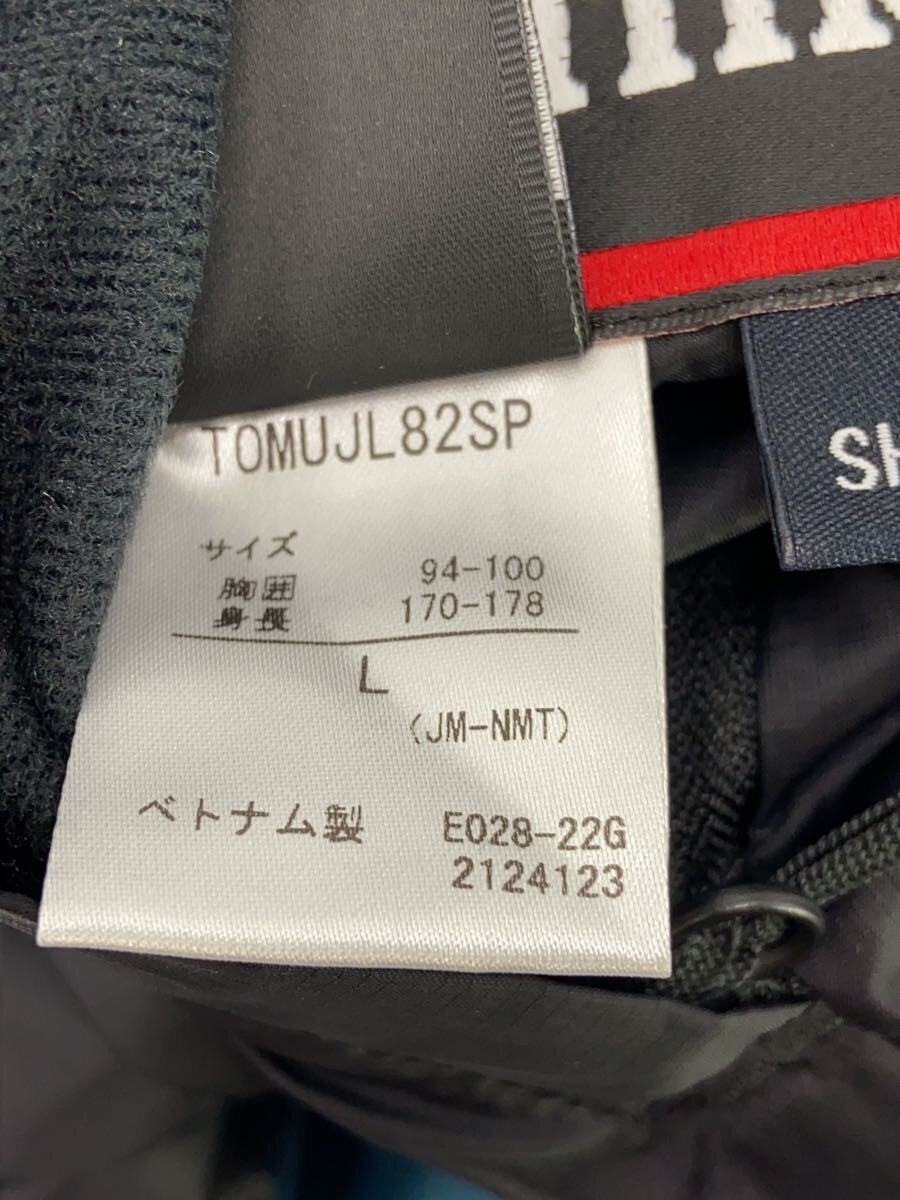 TOMUJL82SP
サイズ
胸囲 94-100
身長 170-178
L
(JM-NMT)
ベトナム製 E028-22G
2124123
SH